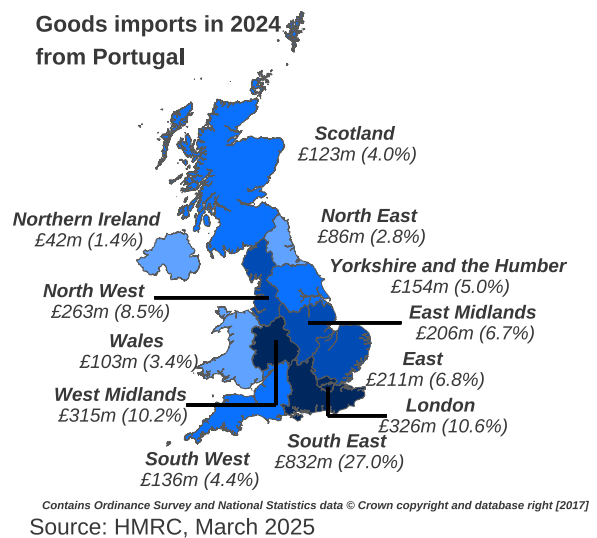 Goods imports in 2024
from Portugal
Scotland
£123m (4.0%)
Northern Ireland
£42m (1.4%)
North East
£86m (2.8%)
Yorkshire and the Humber
£154m (5.0%)
North West
£263m (8.5%)
East Midlands
£206m (6.7%)
Wales
£103m (3.4%)
East
£211m (6.8%)
West Midlands
£315m (10.2%)
London
£326m (10.6%)
South East
£832m (27.0%)
South West
£136m (4.4%)
Contains Ordinance Survey and National Statistics data © Crown copyright and database right [2017]
Source: HMRC, March 2025